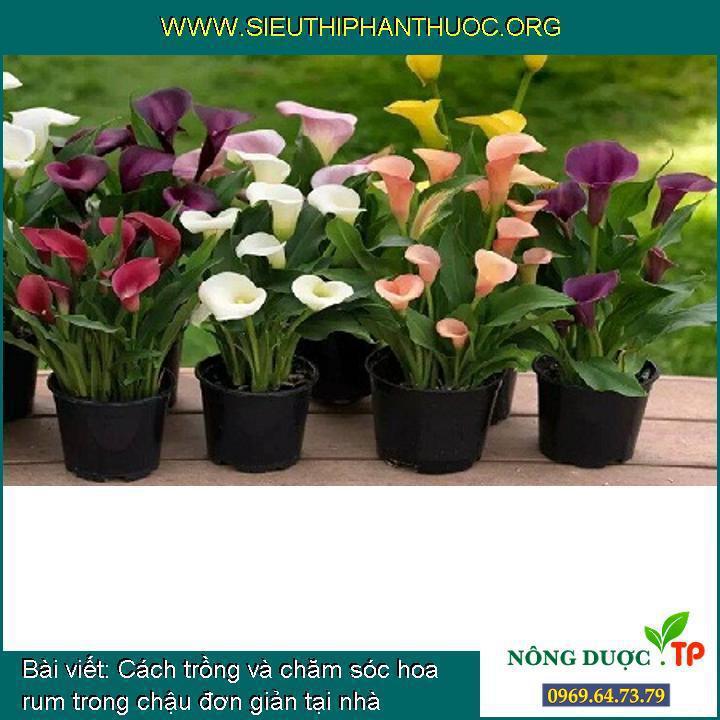 WWW.SIEUTHIPHANTHUOC.ORG
Bài viết: Cách trồng và chăm sóc hoa
rum trong chậu đơn giản tại nhà
NÔNG DƯỢC TP
0969.64.73.79